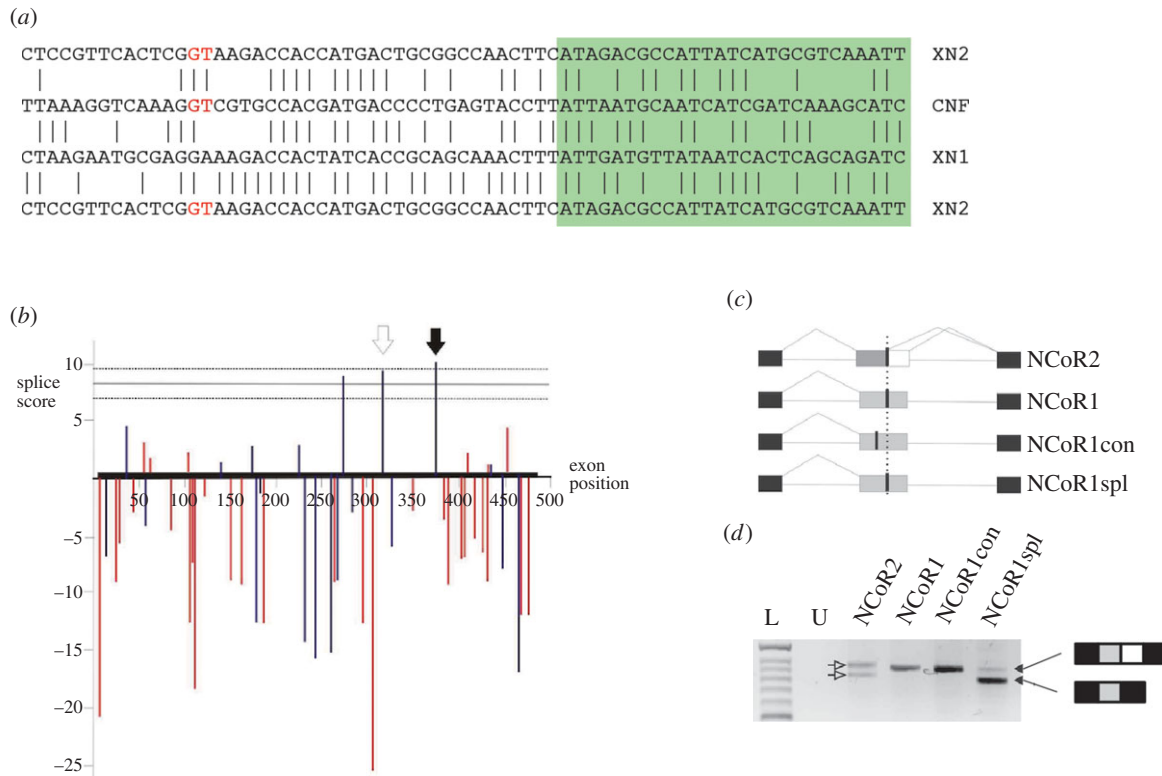 (a)
CTCCGTTCACTCGGTAAGACCACCATGACTGCGGCCAACTTCATAGACGCCATTATCATGCGTCAAATT XN2
TTAAAGGTCAAAGGTCGTGCCACGATGACCCCTGAGTACCTTATTAATGCAATCATCGATCAAAGCATC CNF
CTAAGAATGCGAGGAAAGACCACTATCACCGCAGCAAACTTTATTGATGTTATAATCACTCAGCAGATC XN1
CTCCGTTCACTCGGTAAGACCACCATGACTGCGGCCAACTTCATAGACGCCATTATCATGCGTCAAATT XN2
(b)
splice score
10
5
exon position
50 100 150 200 250 300 350 400 450 500
−5
−10
−15
−20
−25
(c)
NCoR2
NCoR1
NCoR1con
NCoR1spl
(d)
L U NCoR2 NCoR1 NCoR1con NCoR1spl